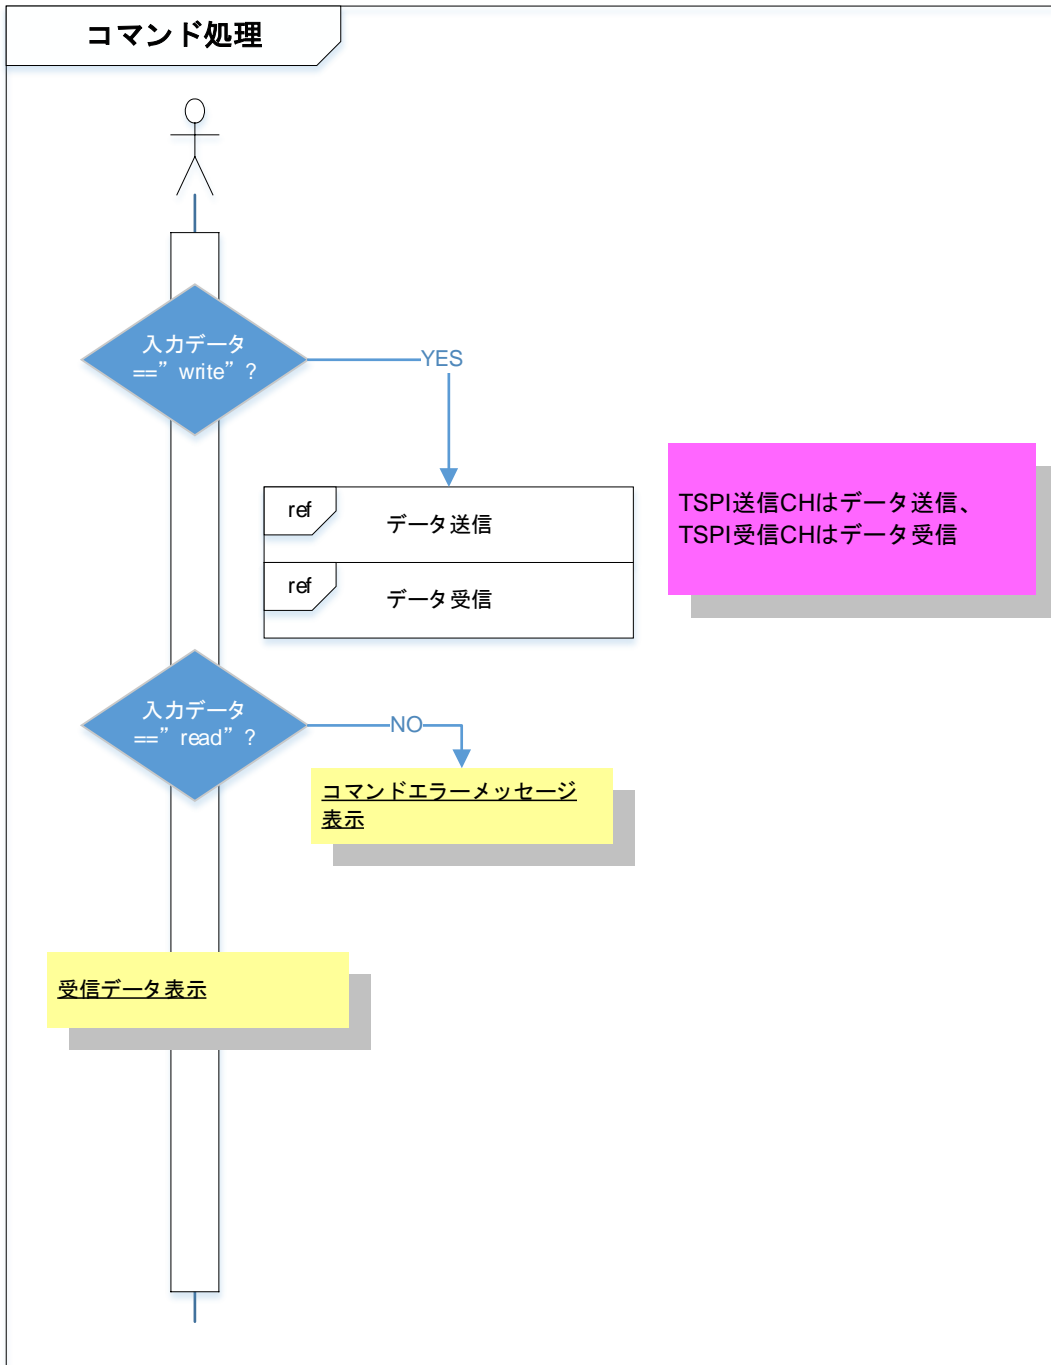 コマンド処理
入力データ
==”write”?
YES
ref
データ送信
TSPI送信CHはデータ送信、
TSPI受信CHはデータ受信
ref
データ受信
入力データ
==”read”?
NO
コマンドエラーメッセージ
表示
受信データ表示